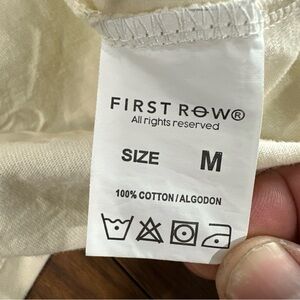 FIRST ROW®
All rights reserved
SIZE M
100% COTTON/ALGODON